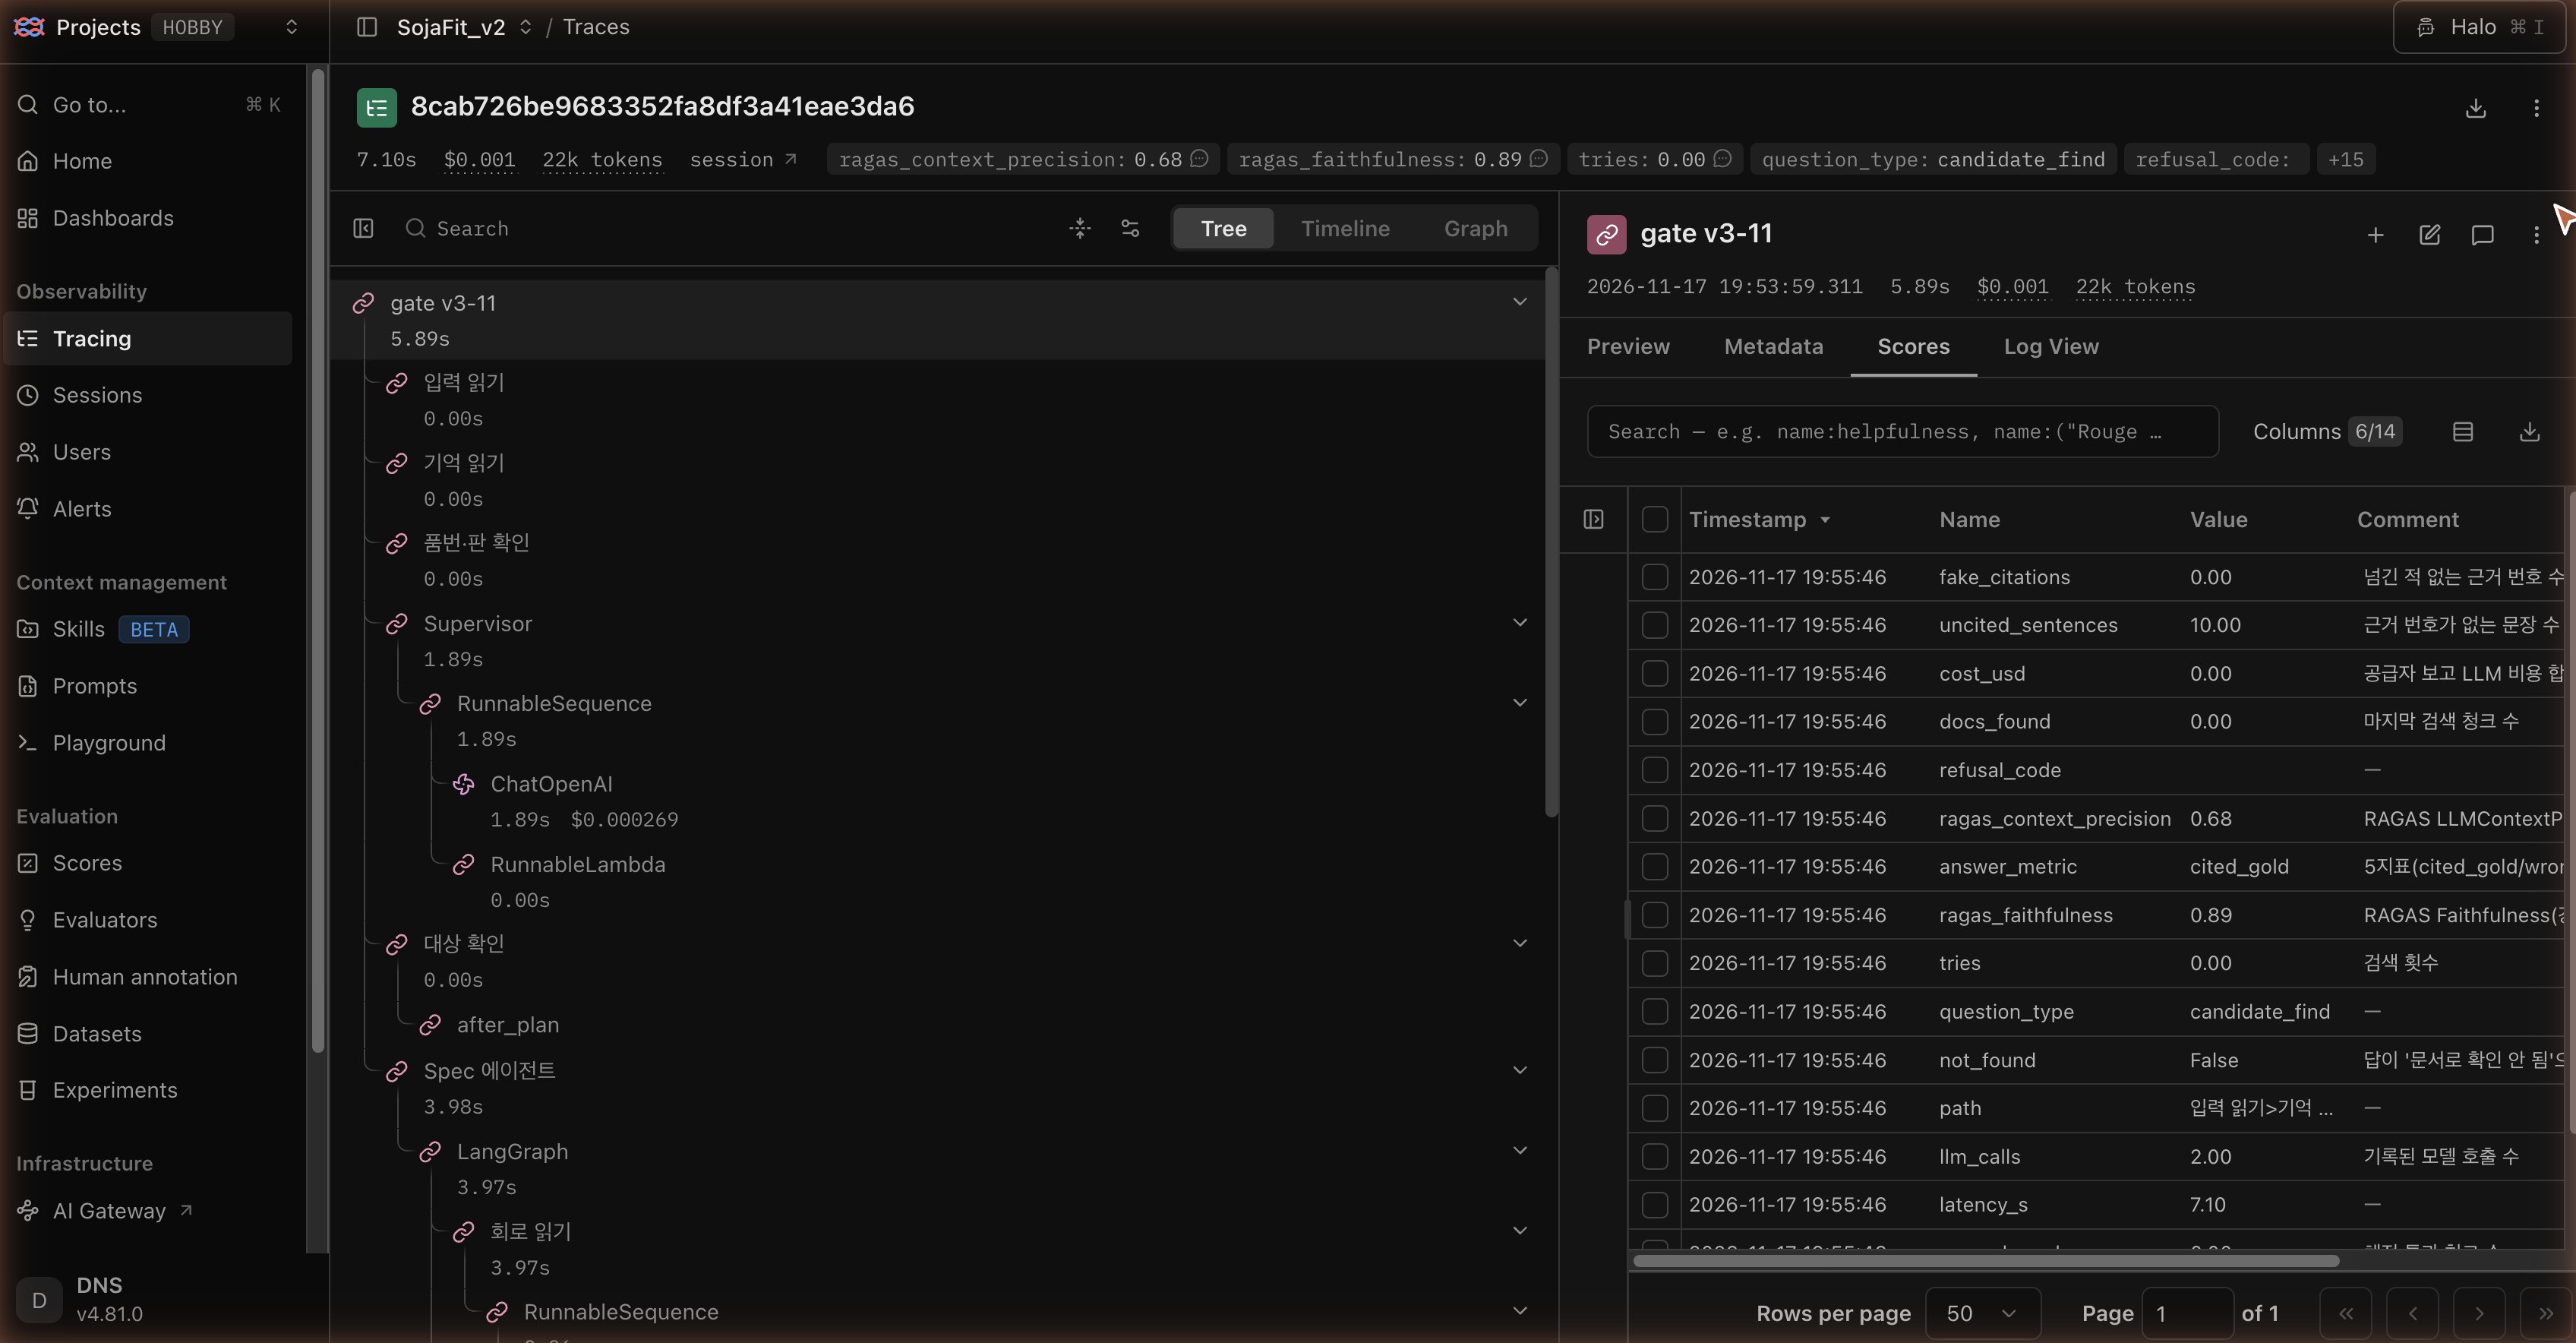 Projects HOBBY
SojaFit_v2 / Traces
Halo ⌘ I
Go to... ⌘ K
Home
Dashboards
Observability
Tracing
Sessions
Users
Alerts
Context management
Skills BETA
Prompts
Playground
Evaluation
Scores
Evaluators
Human annotation
Datasets
Experiments
Infrastructure
AI Gateway
D
DNS
v4.81.0
8cab726be9683352fa8df3a41eae3da6
7.10s $0.001 22k tokens session ragas_context_precision: 0.68 ragas_faithfulness: 0.89 tries: 0.00 question_type: candidate_find refusal_code: +15
Search
Tree Timeline Graph
gate v3-11
5.89s
입력 읽기
0.00s
기억 읽기
0.00s
품번·판 확인
0.00s
Supervisor
1.89s
RunnableSequence
1.89s
ChatOpenAI
1.89s $0.000269
RunnableLambda
0.00s
대상 확인
0.00s
after_plan
Spec 에이전트
3.98s
LangGraph
3.97s
회로 읽기
3.97s
RunnableSequence
gate v3-11
2026-11-17 19:53:59.311 5.89s $0.001 22k tokens
Preview Metadata Scores Log View
Search — e.g. name:helpfulness, name:("Rouge …
Columns 6/14
Timestamp Name Value Comment
2026-11-17 19:55:46 fake_citations 0.00 넘긴 적 없는 근거 번호 수
2026-11-17 19:55:46 uncited_sentences 10.00 근거 번호가 없는 문장 수
2026-11-17 19:55:46 cost_usd 0.00 공급자 보고 LLM 비용 합
2026-11-17 19:55:46 docs_found 0.00 마지막 검색 청크 수
2026-11-17 19:55:46 refusal_code —
2026-11-17 19:55:46 ragas_context_precision 0.68 RAGAS LLMContextP
2026-11-17 19:55:46 answer_metric cited_gold 5지표(cited_gold/wror
2026-11-17 19:55:46 ragas_faithfulness 0.89 RAGAS Faithfulness(
2026-11-17 19:55:46 tries 0.00 검색 횟수
2026-11-17 19:55:46 question_type candidate_find —
2026-11-17 19:55:46 not_found False 답이 '문서로 확인 안 됨'
2026-11-17 19:55:46 path 입력 읽기>기억 ... —
2026-11-17 19:55:46 llm_calls 2.00 기록된 모델 호출 수
2026-11-17 19:55:46 latency_s 7.10 —
Rows per page 50 Page 1 of 1